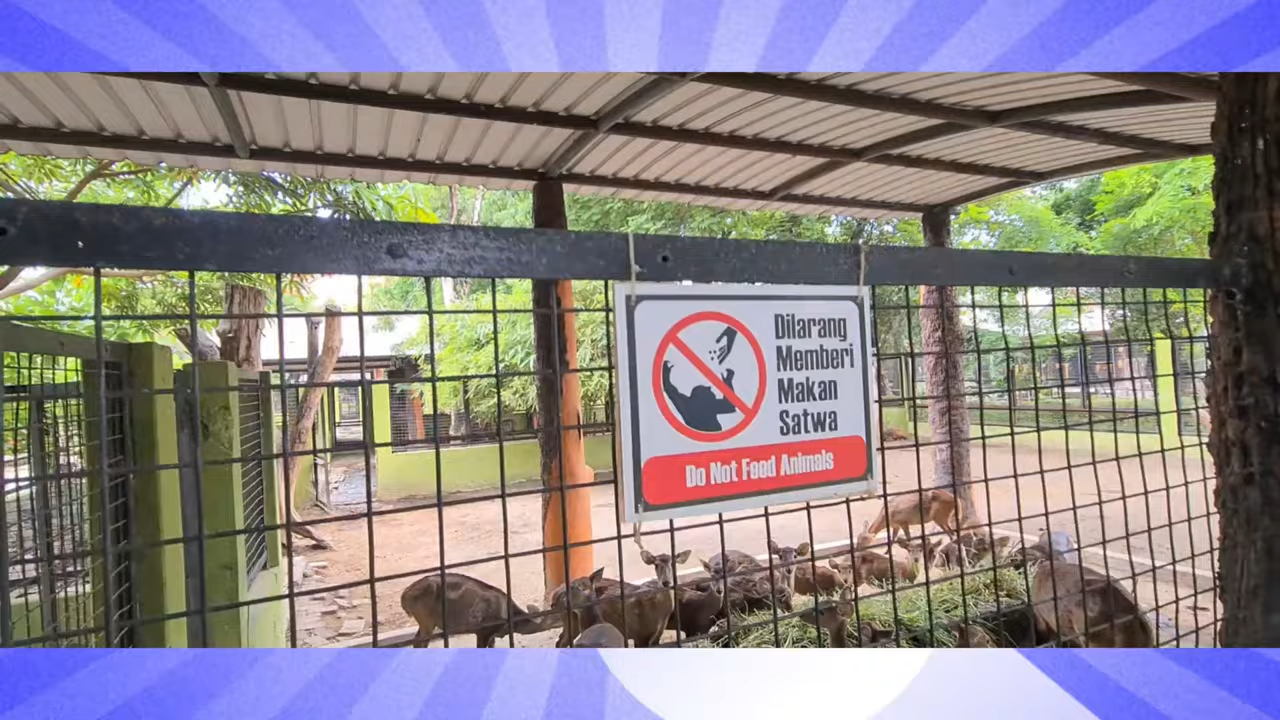 Dilarang
Memberi
Makan
Satwa
Do Not Feed Animals